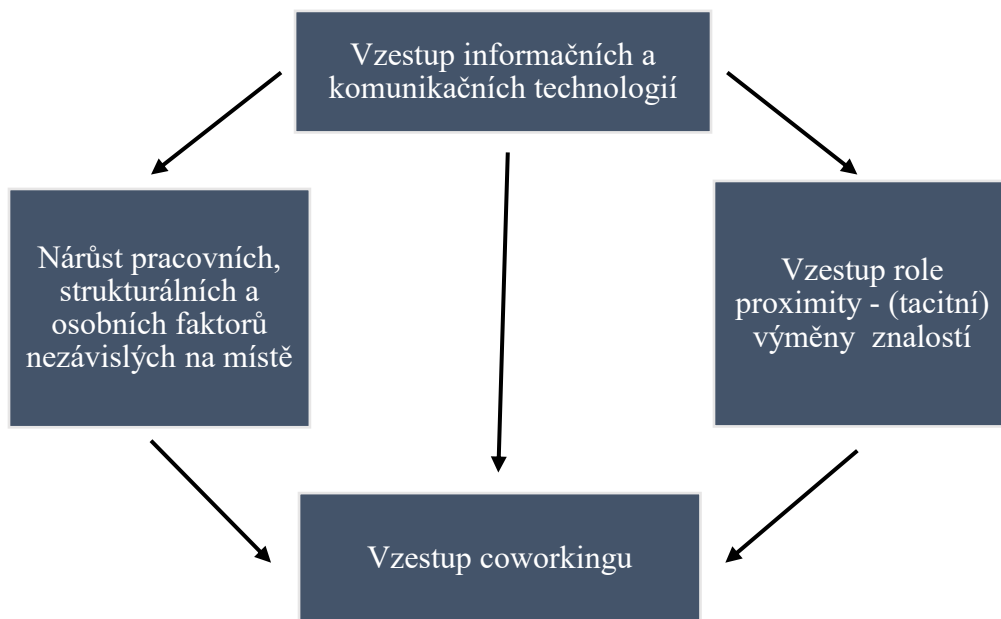 Vzestup informačních a
komunikačních technologií
Nárůst pracovních,
strukturálních a
osobních faktorů
nezávislých na místě
Vzestup role
proximity - (tacitní)
výměny znalostí
Vzestup coworkingu